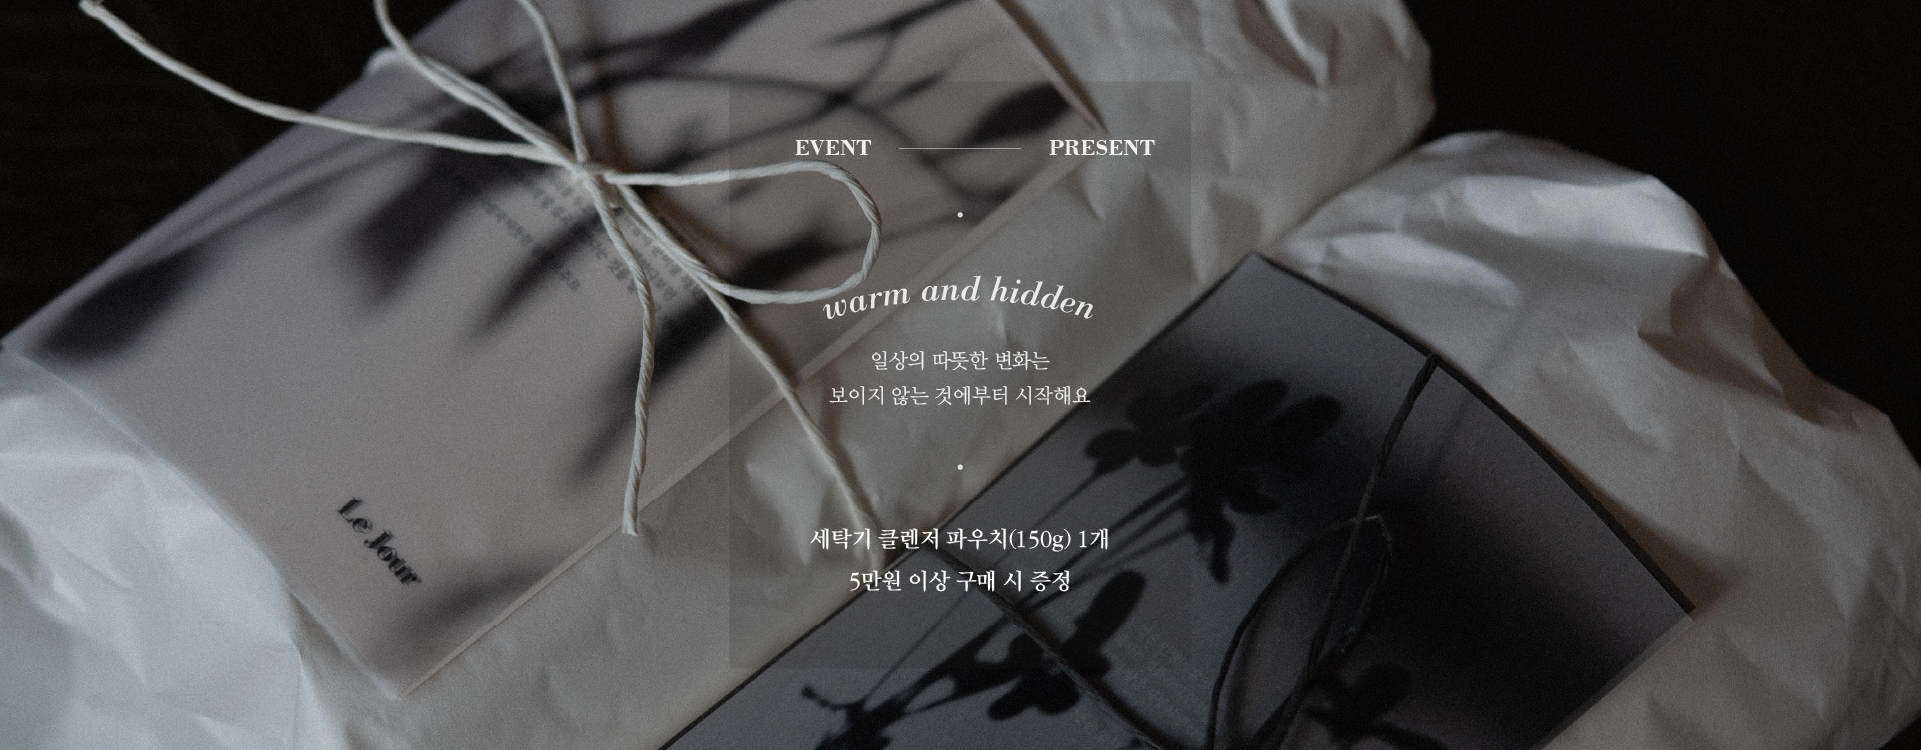 EVENT PRESENT
warm and hidden
일상의 따뜻한 변화는
보이지 않는 것에부터 시작해요
세탁기 클렌저 파우치(150g) 1개
5만원 이상 구매 시 증정
Le Jour